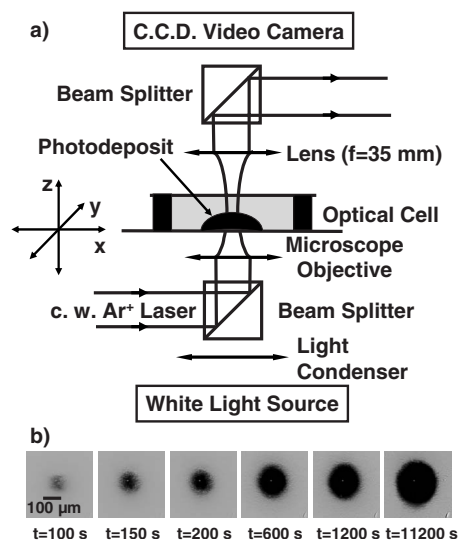 a)
C.C.D. Video Camera
Beam Splitter
Photodeposit
Lens (f=35 mm)
z
y
x
Optical Cell
Microscope
Objective
c. w. Ar⁺ Laser
Beam Splitter
Light
Condenser
White Light Source
b)
100 µm
t=100 s
t=150 s
t=200 s
t=600 s
t=1200 s
t=11200 s